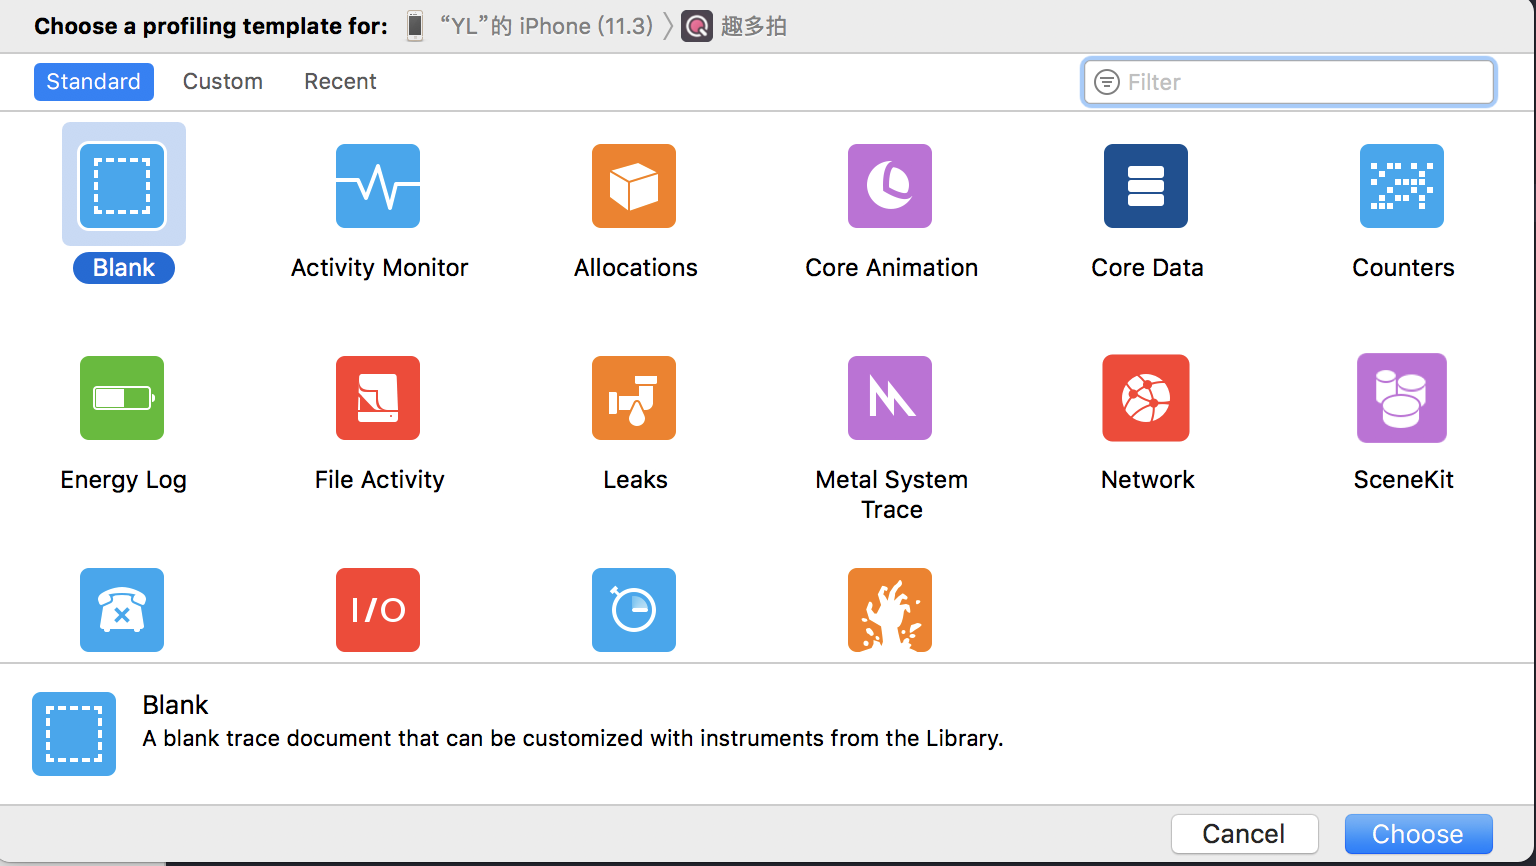 Choose a profiling template for: “YL”的 iPhone (11.3) 趣多拍
Standard Custom Recent Filter
Blank Activity Monitor Allocations Core Animation Core Data Counters
Energy Log File Activity Leaks Metal System Trace Network SceneKit
I/O
Blank
A blank trace document that can be customized with instruments from the Library.
Cancel Choose